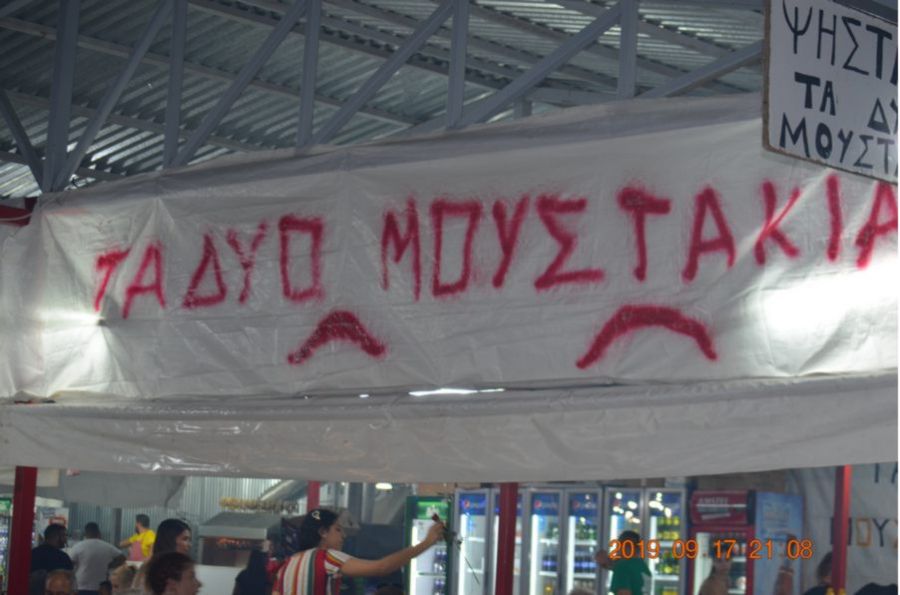 ΨΗΣΤΑ
ΤΑ ΔΥ
ΜΟΥΣΤΑ
ΤΑ ΔΥΟ ΜΟΥΣΤΑΚΙΑ
2019 09 17 21 08